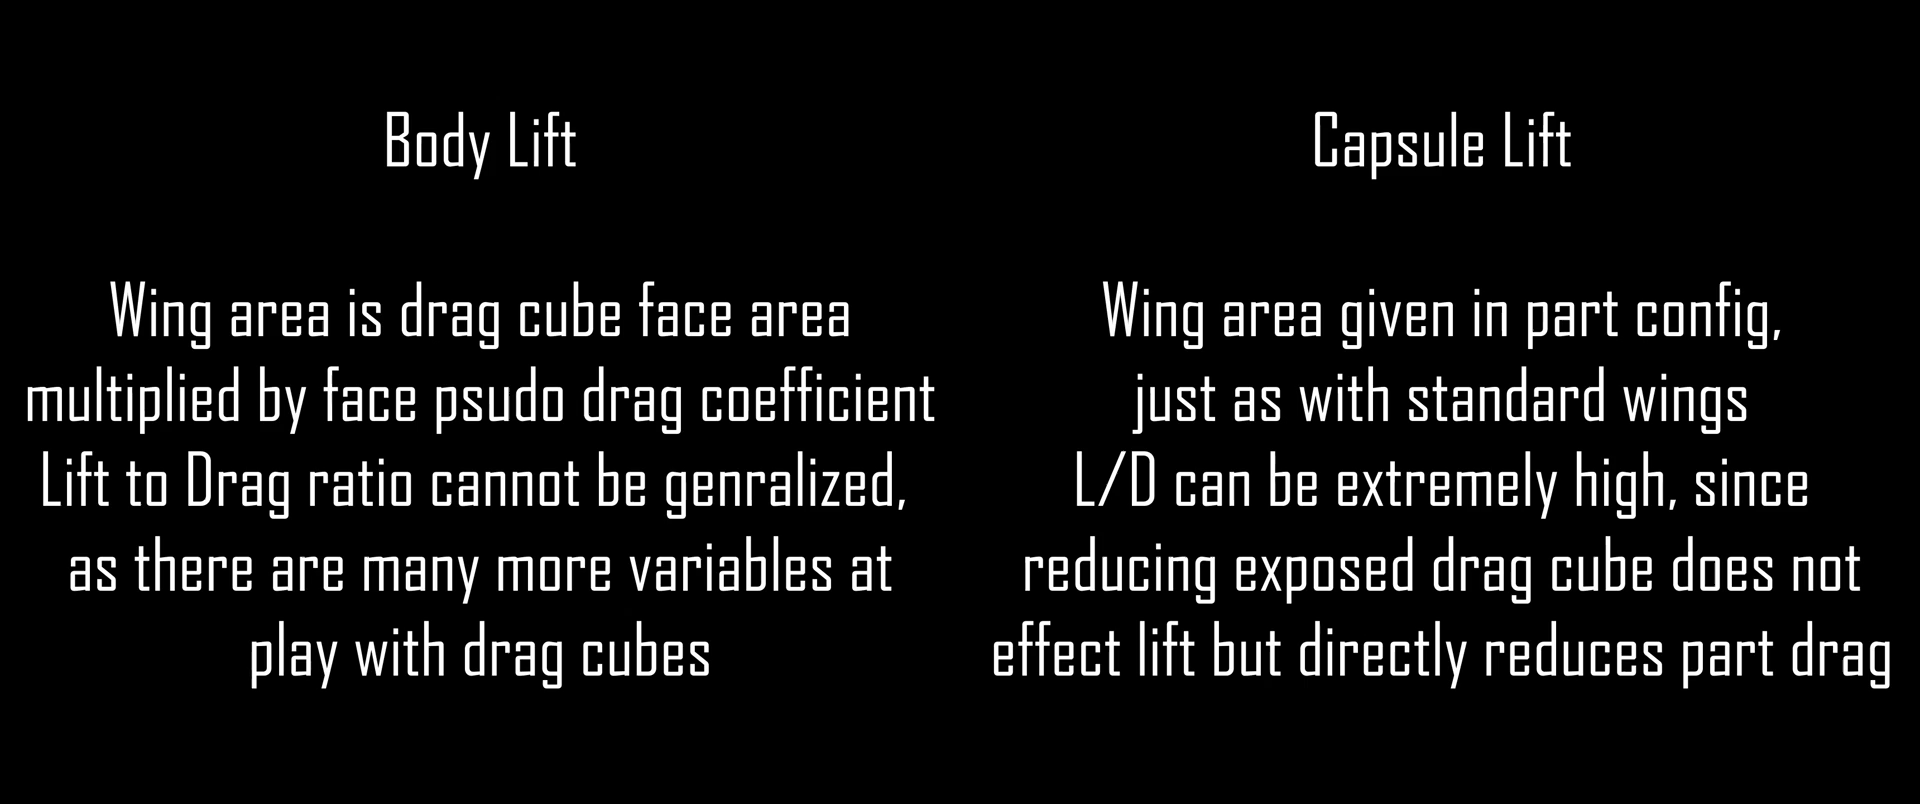 Body Lift
Wing area is drag cube face area
multiplied by face psudo drag coefficient
Lift to Drag ratio cannot be genralized,
as there are many more variables at
play with drag cubes
Capsule Lift
Wing area given in part config,
just as with standard wings
L/D can be extremely high, since
reducing exposed drag cube does not
effect lift but directly reduces part drag